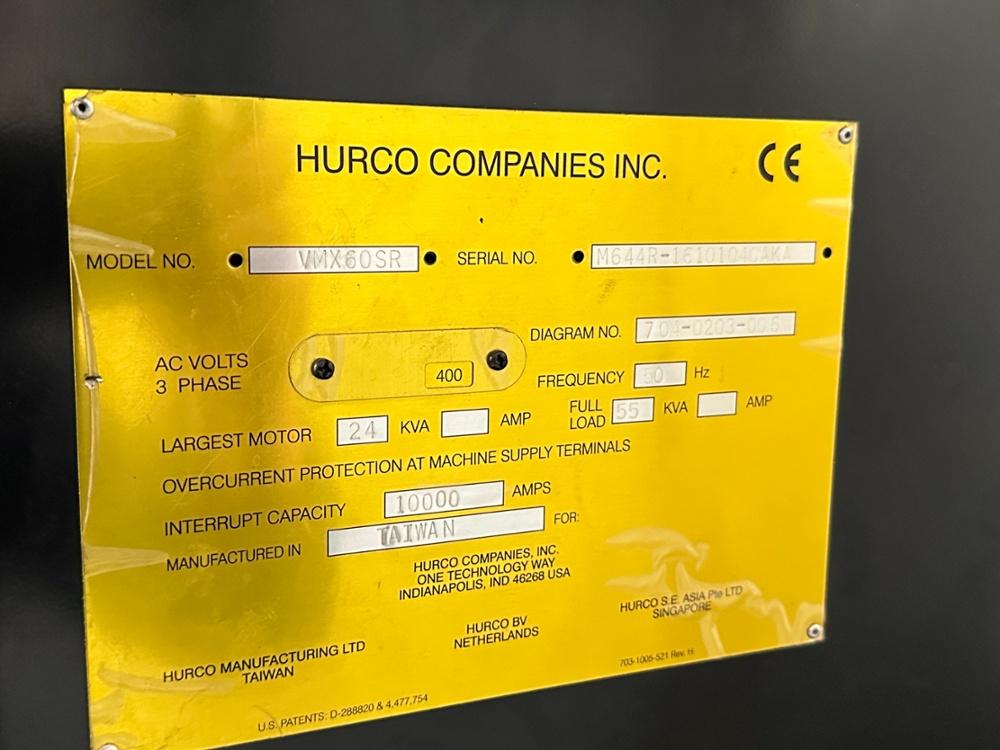 HURCO COMPANIES INC. CE
MODEL NO. VMX60SR SERIAL NO. M644R-16101040AKA
DIAGRAM NO. 704-0203-006
AC VOLTS
3 PHASE
400
FREQUENCY 50 Hz
LARGEST MOTOR 24 KVA AMP
FULL
LOAD 55 KVA AMP
OVERCURRENT PROTECTION AT MACHINE SUPPLY TERMINALS
INTERRUPT CAPACITY 10000 AMPS
MANUFACTURED IN TAIWAN FOR:
HURCO COMPANIES, INC.
ONE TECHNOLOGY WAY
INDIANAPOLIS, IND 46268 USA
HURCO MANUFACTURING LTD
TAIWAN
HURCO BV
NETHERLANDS
HURCO S.E. ASIA Pte LTD
SINGAPORE
U.S. PATENTS: D-288820 & 4,477,754
703-1005-521 Rev. H